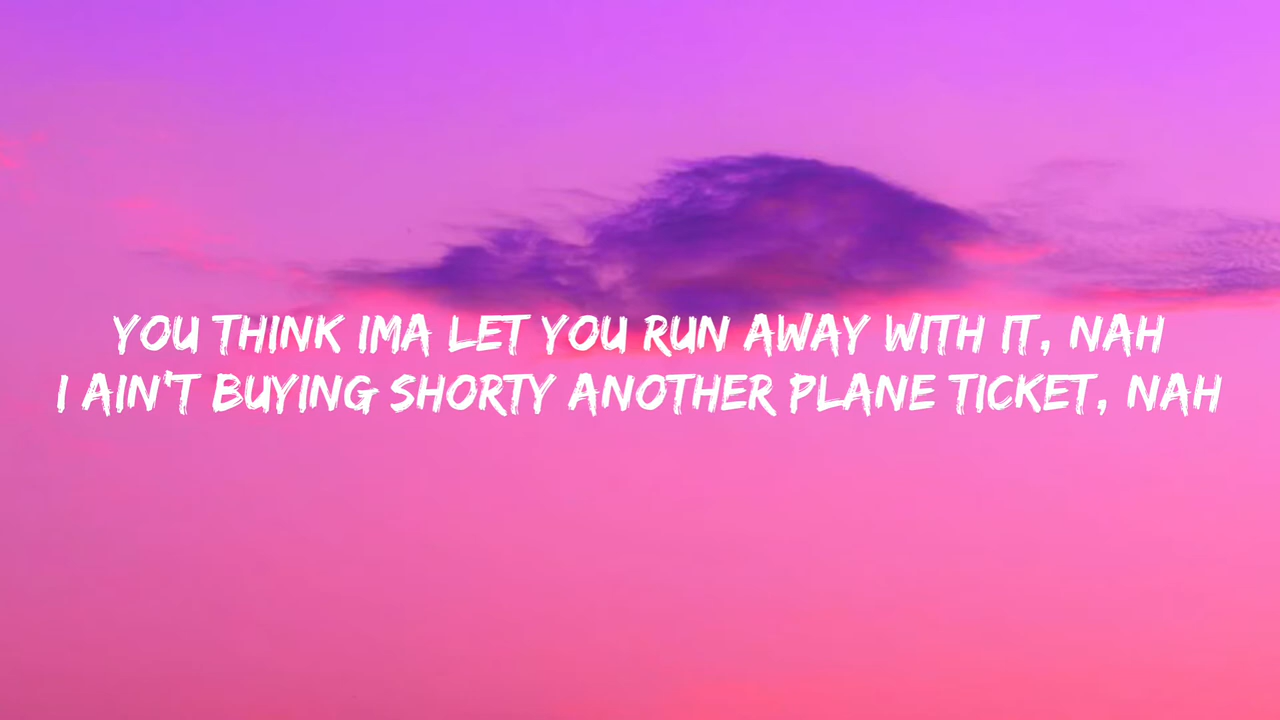 YOU THINK IMA LET YOU RUN AWAY WITH IT, NAH
I AIN'T BUYING SHORTY ANOTHER PLANE TICKET, NAH